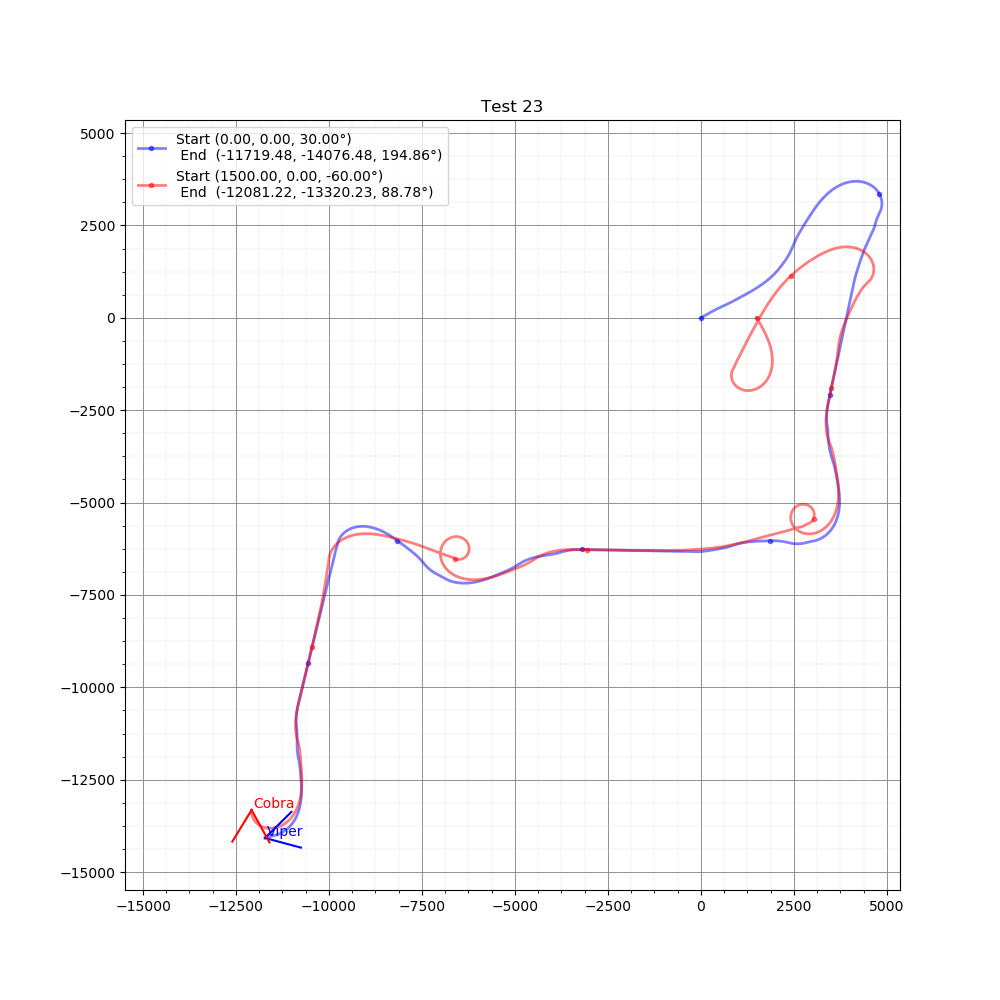 Test 23
Start (0.00, 0.00, 30.00°)
End (-11719.48, -14076.48, 194.86°)
Start (1500.00, 0.00, -60.00°)
End (-12081.22, -13320.23, 88.78°)
5000
2500
0
−2500
−5000
−7500
−10000
−12500
−15000
Cobra
Viper
−15000 −12500 −10000 −7500 −5000 −2500 0 2500 5000